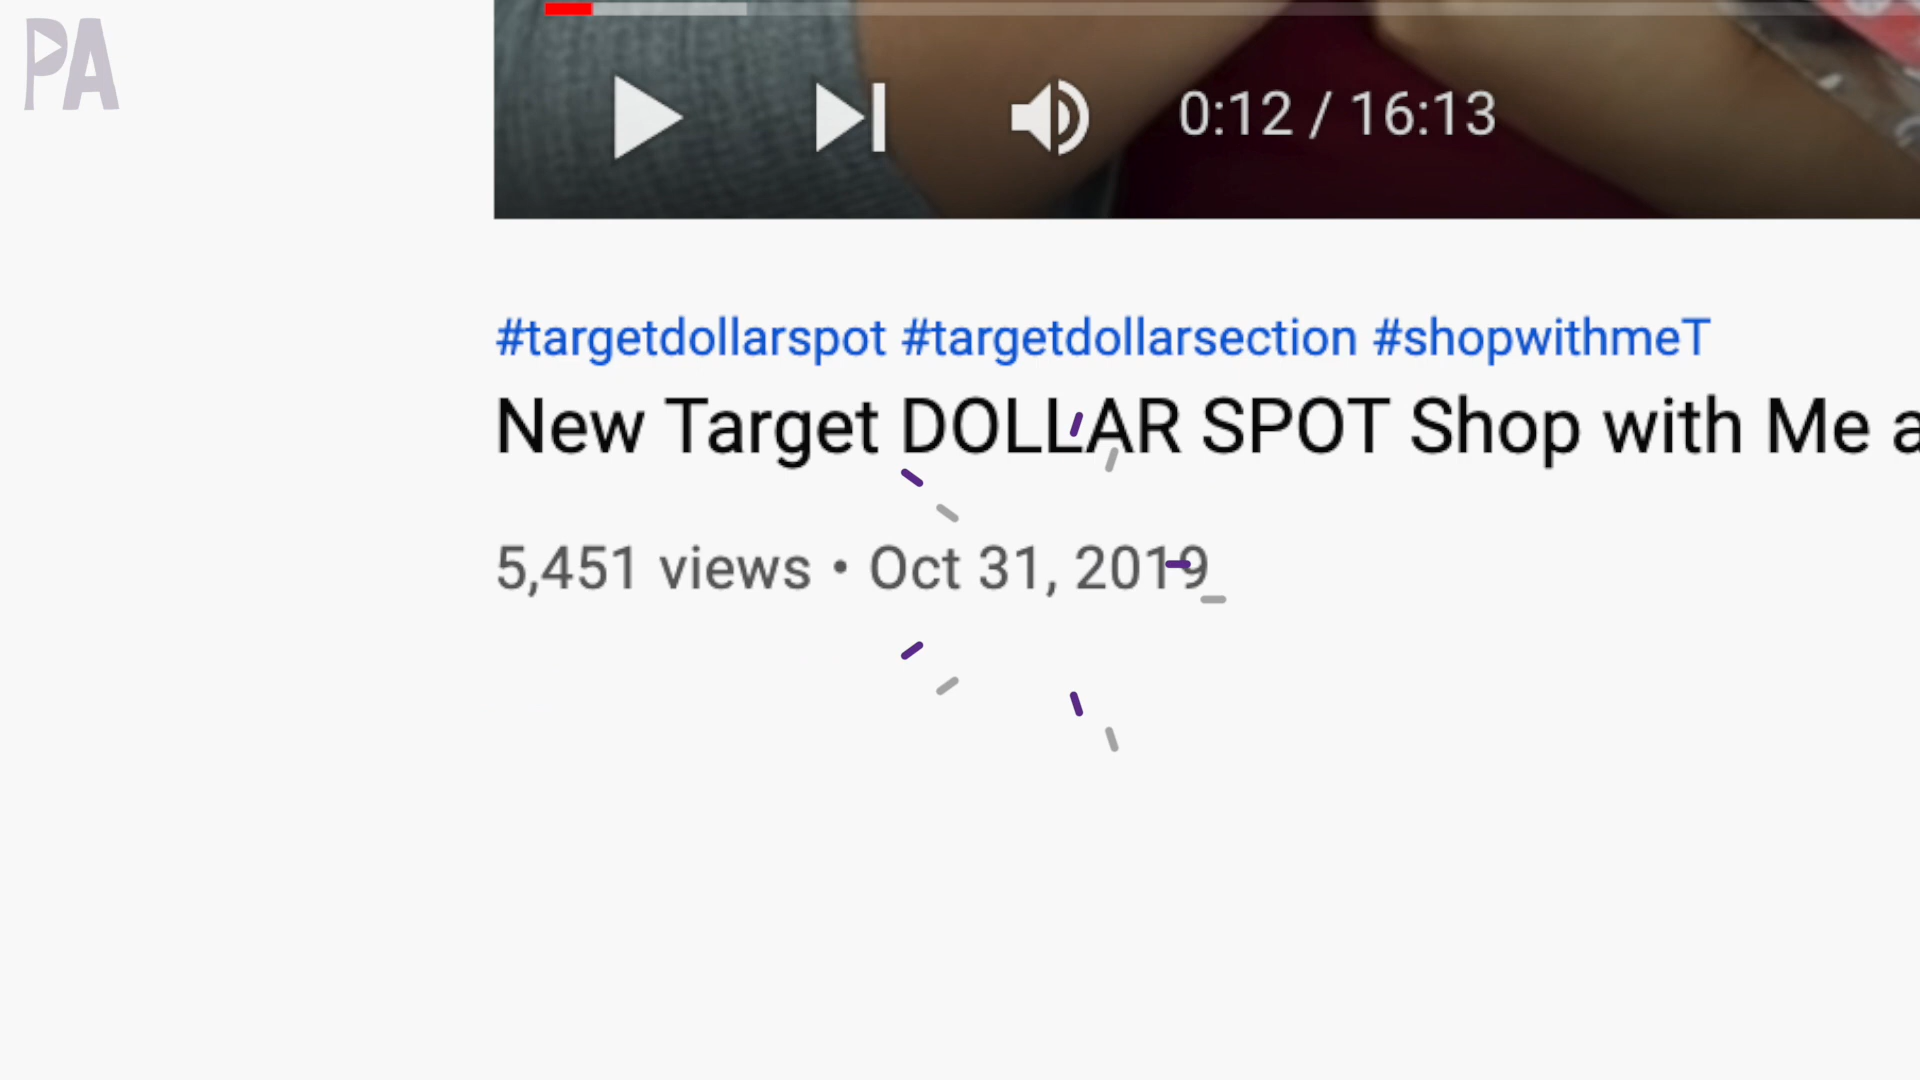 PA
0:12 / 16:13
#targetdollarspot #targetdollarsection #shopwithmeT
New Target DOLLAR SPOT Shop with Me a
5,451 views • Oct 31, 2019